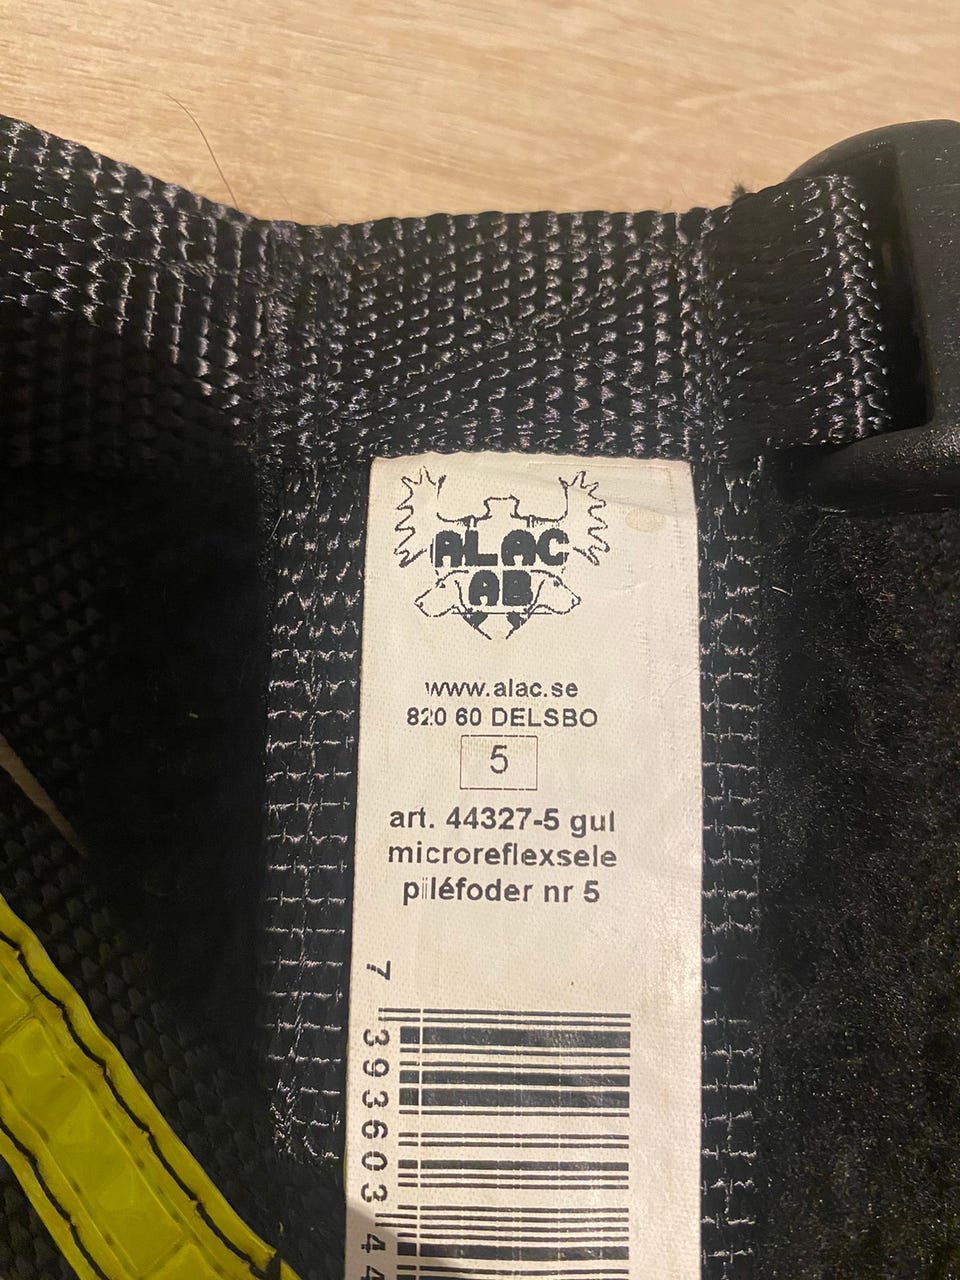 ALAC
AB
www.alac.se
820 60 DELSBO
5
art. 44327-5 gul
microreflexsele
piléfoder nr 5
7 393603 44